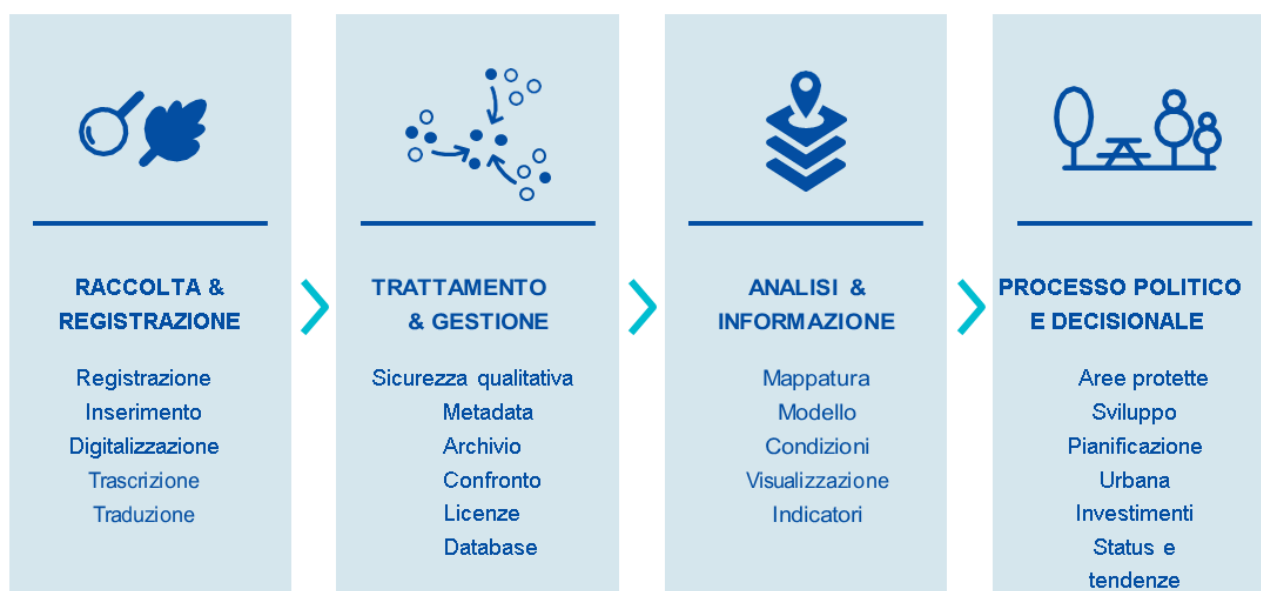 RACCOLTA &
REGISTRAZIONE
Registrazione
Inserimento
Digitalizzazione
Trascrizione
Traduzione
TRATTAMENTO
& GESTIONE
Sicurezza qualitativa
Metadata
Archivio
Confronto
Licenze
Database
ANALISI &
INFORMAZIONE
Mappatura
Modello
Condizioni
Visualizzazione
Indicatori
PROCESSO POLITICO
E DECISIONALE
Aree protette
Sviluppo
Pianificazione
Urbana
Investimenti
Status e
tendenze